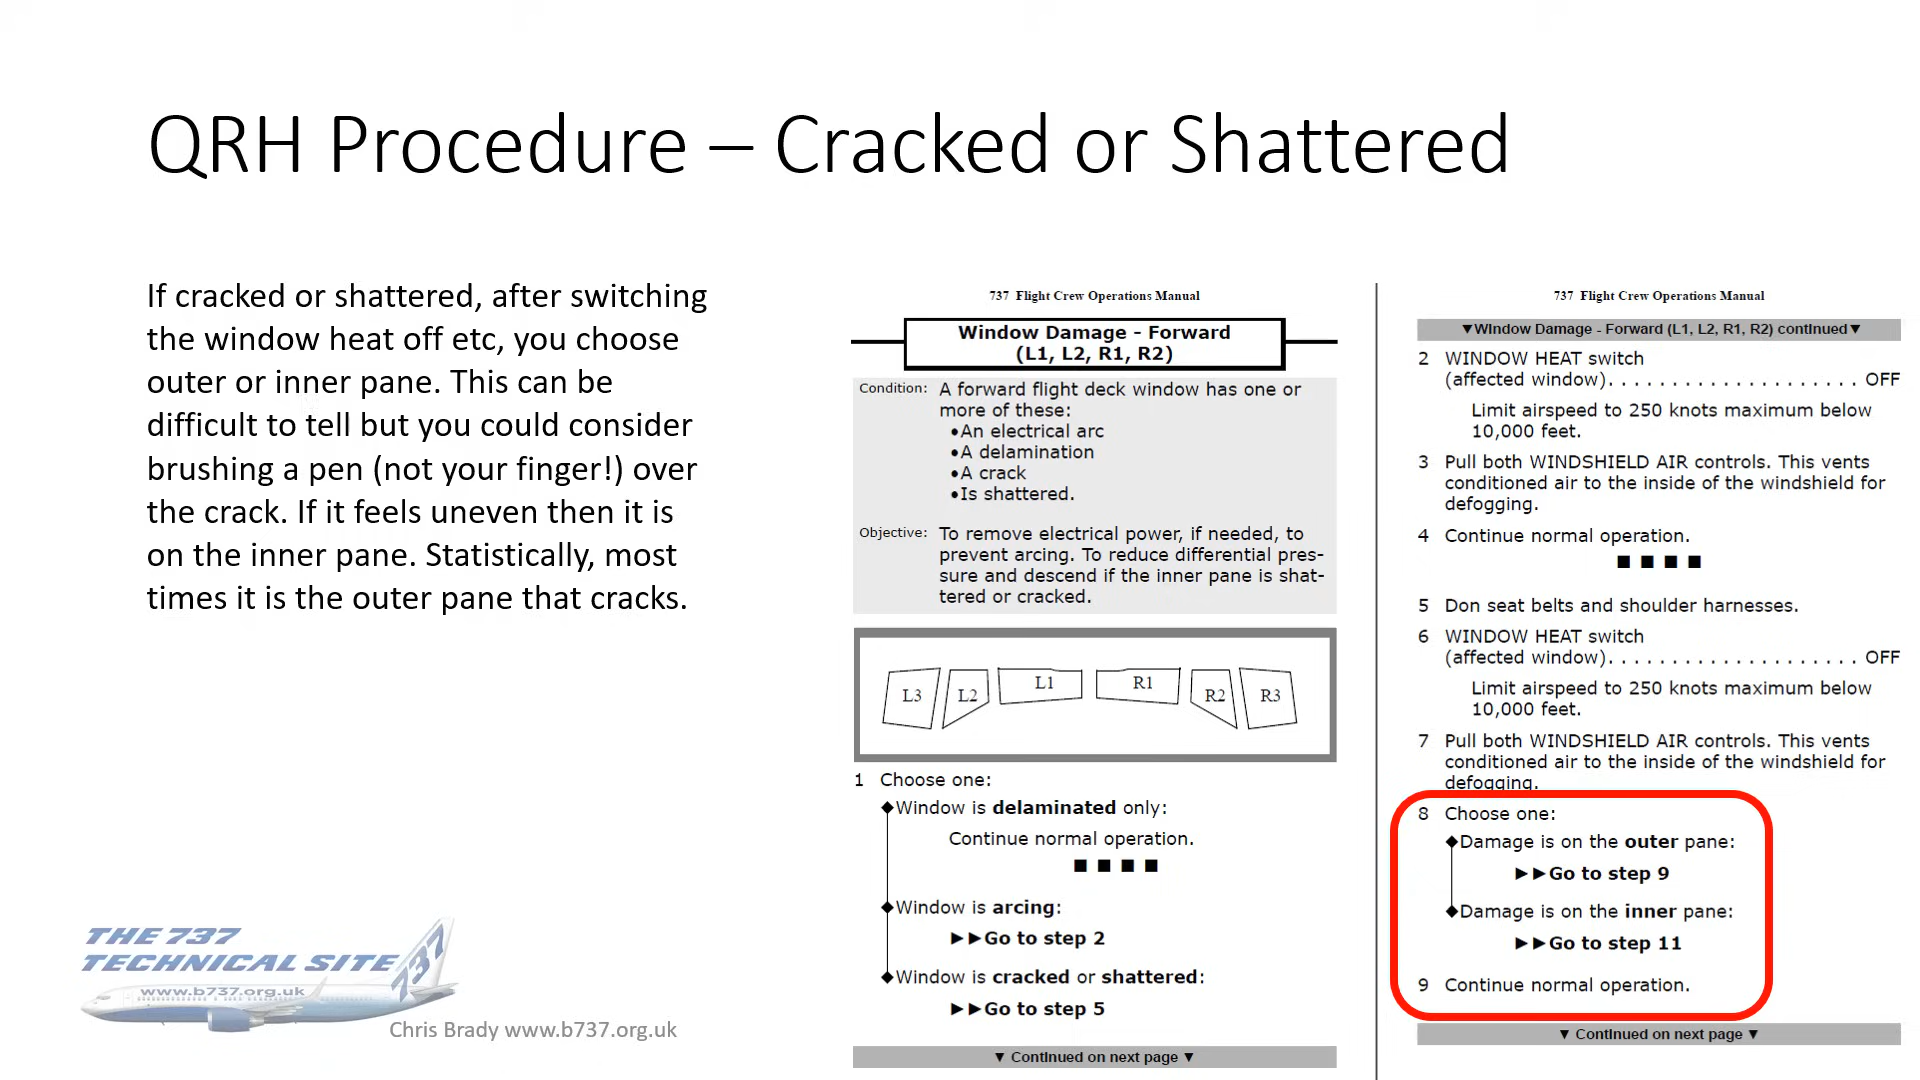 QRH Procedure – Cracked or Shattered
If cracked or shattered, after switching
the window heat off etc, you choose
outer or inner pane. This can be
difficult to tell but you could consider
brushing a pen (not your finger!) over
the crack. If it feels uneven then it is
on the inner pane. Statistically, most
times it is the outer pane that cracks.
737 Flight Crew Operations Manual
Window Damage - Forward
(L1, L2, R1, R2)
Condition: A forward flight deck window has one or
more of these:
•An electrical arc
•A delamination
•A crack
•Is shattered.
Objective: To remove electrical power, if needed, to
prevent arcing. To reduce differential pres-
sure and descend if the inner pane is shat-
tered or cracked.
L3 L2 L1 R1 R2 R3
1 Choose one:
◆Window is delaminated only:
Continue normal operation.
■ ■ ■ ■
◆Window is arcing:
►►Go to step 2
◆Window is cracked or shattered:
►►Go to step 5
▼ Continued on next page ▼
737 Flight Crew Operations Manual
▼Window Damage - Forward (L1, L2, R1, R2) continued▼
2 WINDOW HEAT switch
(affected window). . . . . . . . . . . . . . . . . . . . OFF
Limit airspeed to 250 knots maximum below
10,000 feet.
3 Pull both WINDSHIELD AIR controls. This vents
conditioned air to the inside of the windshield for
defogging.
4 Continue normal operation.
■ ■ ■ ■
5 Don seat belts and shoulder harnesses.
6 WINDOW HEAT switch
(affected window). . . . . . . . . . . . . . . . . . . . OFF
Limit airspeed to 250 knots maximum below
10,000 feet.
7 Pull both WINDSHIELD AIR controls. This vents
conditioned air to the inside of the windshield for
defogging.
8 Choose one:
◆Damage is on the outer pane:
►►Go to step 9
◆Damage is on the inner pane:
►►Go to step 11
9 Continue normal operation.
▼ Continued on next page ▼
THE 737
TECHNICAL SITE
737
www.b737.org.uk
Chris Brady www.b737.org.uk